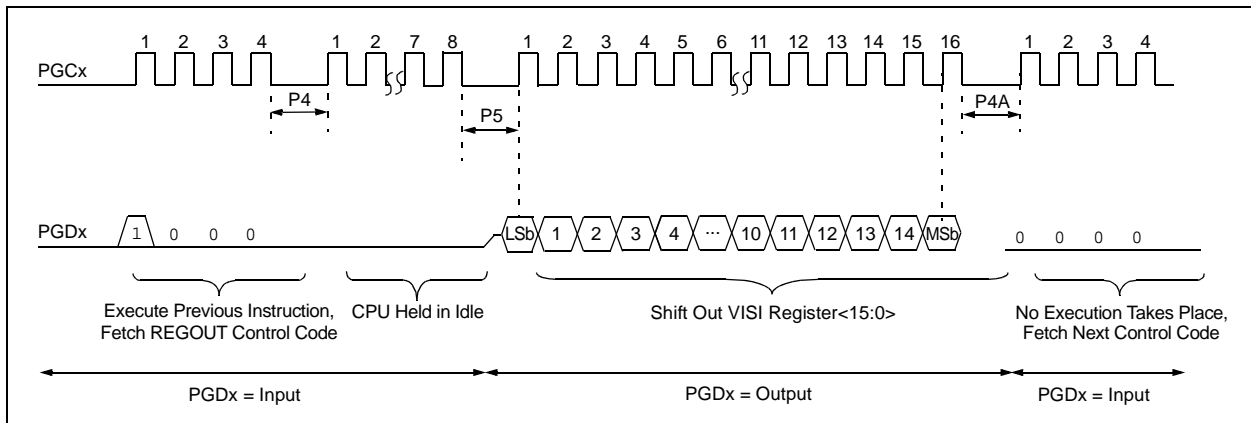 1 2 3 4 1 2 7 8 1 2 3 4 5 6 11 12 13 14 15 16 1 2 3 4
PGCx
P4 P5 P4A
PGDx 1 0 0 0 LSb 1 2 3 4 ... 10 11 12 13 14 MSb 0 0 0 0
Execute Previous Instruction,
Fetch REGOUT Control Code
CPU Held in Idle
Shift Out VISI Register<15:0>
No Execution Takes Place,
Fetch Next Control Code
PGDx = Input PGDx = Output PGDx = Input